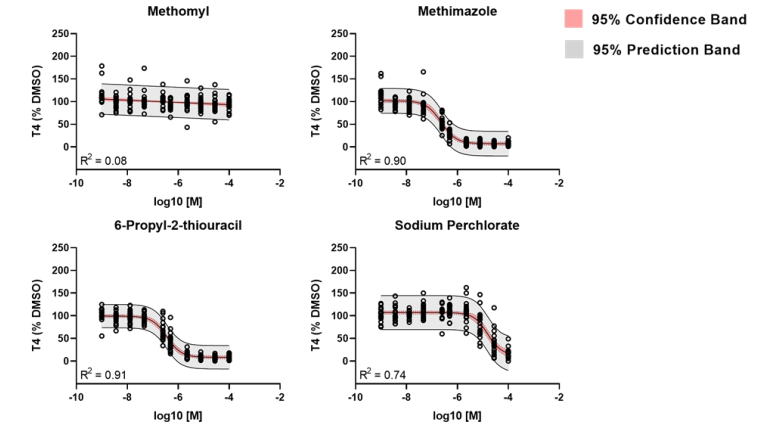 Methomyl
T4 (% DMSO)
250
200
150
100
50
0
R² = 0.08
-10
-8
-6
-4
-2
log10 [M]
Methimazole
T4 (% DMSO)
250
200
150
100
50
0
R² = 0.90
-10
-8
-6
-4
-2
log10 [M]
95% Confidence Band
95% Prediction Band
6-Propyl-2-thiouracil
T4 (% DMSO)
250
200
150
100
50
0
R² = 0.91
-10
-8
-6
-4
-2
log10 [M]
Sodium Perchlorate
T4 (% DMSO)
250
200
150
100
50
0
R² = 0.74
-10
-8
-6
-4
-2
log10 [M]